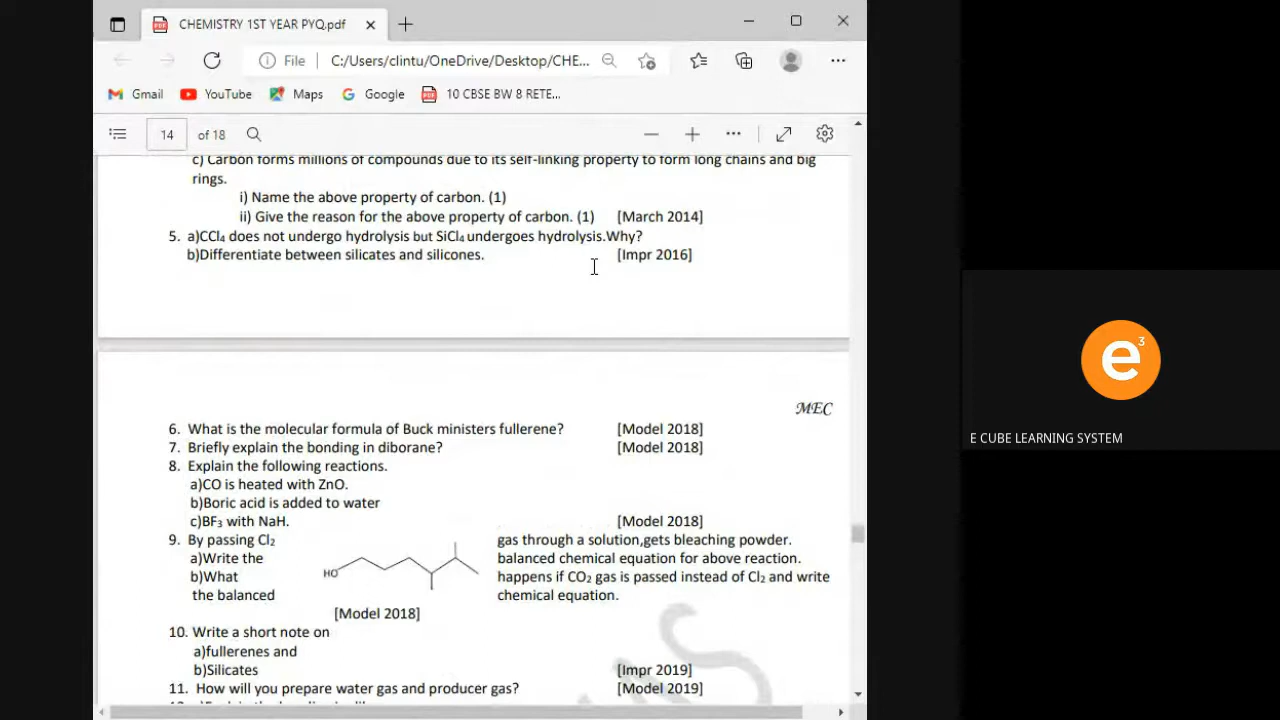 CHEMISTRY 1ST YEAR PYQ.pdf
File C:/Users/clintu/OneDrive/Desktop/CHE...
Gmail YouTube Maps Google 10 CBSE BW 8 RETE...
14 of 18
c) Carbon forms millions of compounds due to its self-linking property to form long chains and big
rings.
i) Name the above property of carbon. (1)
ii) Give the reason for the above property of carbon. (1) [March 2014]
5. a)CCl₄ does not undergo hydrolysis but SiCl₄ undergoes hydrolysis.Why?
b)Differentiate between silicates and silicones. [Impr 2016]
MEC
6. What is the molecular formula of Buck ministers fullerene? [Model 2018]
7. Briefly explain the bonding in diborane? [Model 2018]
8. Explain the following reactions.
a)CO is heated with ZnO.
b)Boric acid is added to water
c)BF₃ with NaH. [Model 2018]
9. By passing Cl₂ gas through a solution,gets bleaching powder.
a)Write the balanced chemical equation for above reaction.
HO
b)What happens if CO₂ gas is passed instead of Cl₂ and write
the balanced chemical equation.
[Model 2018]
10. Write a short note on
a)fullerenes and
b)Silicates [Impr 2019]
11. How will you prepare water gas and producer gas? [Model 2019]
e³
E CUBE LEARNING SYSTEM